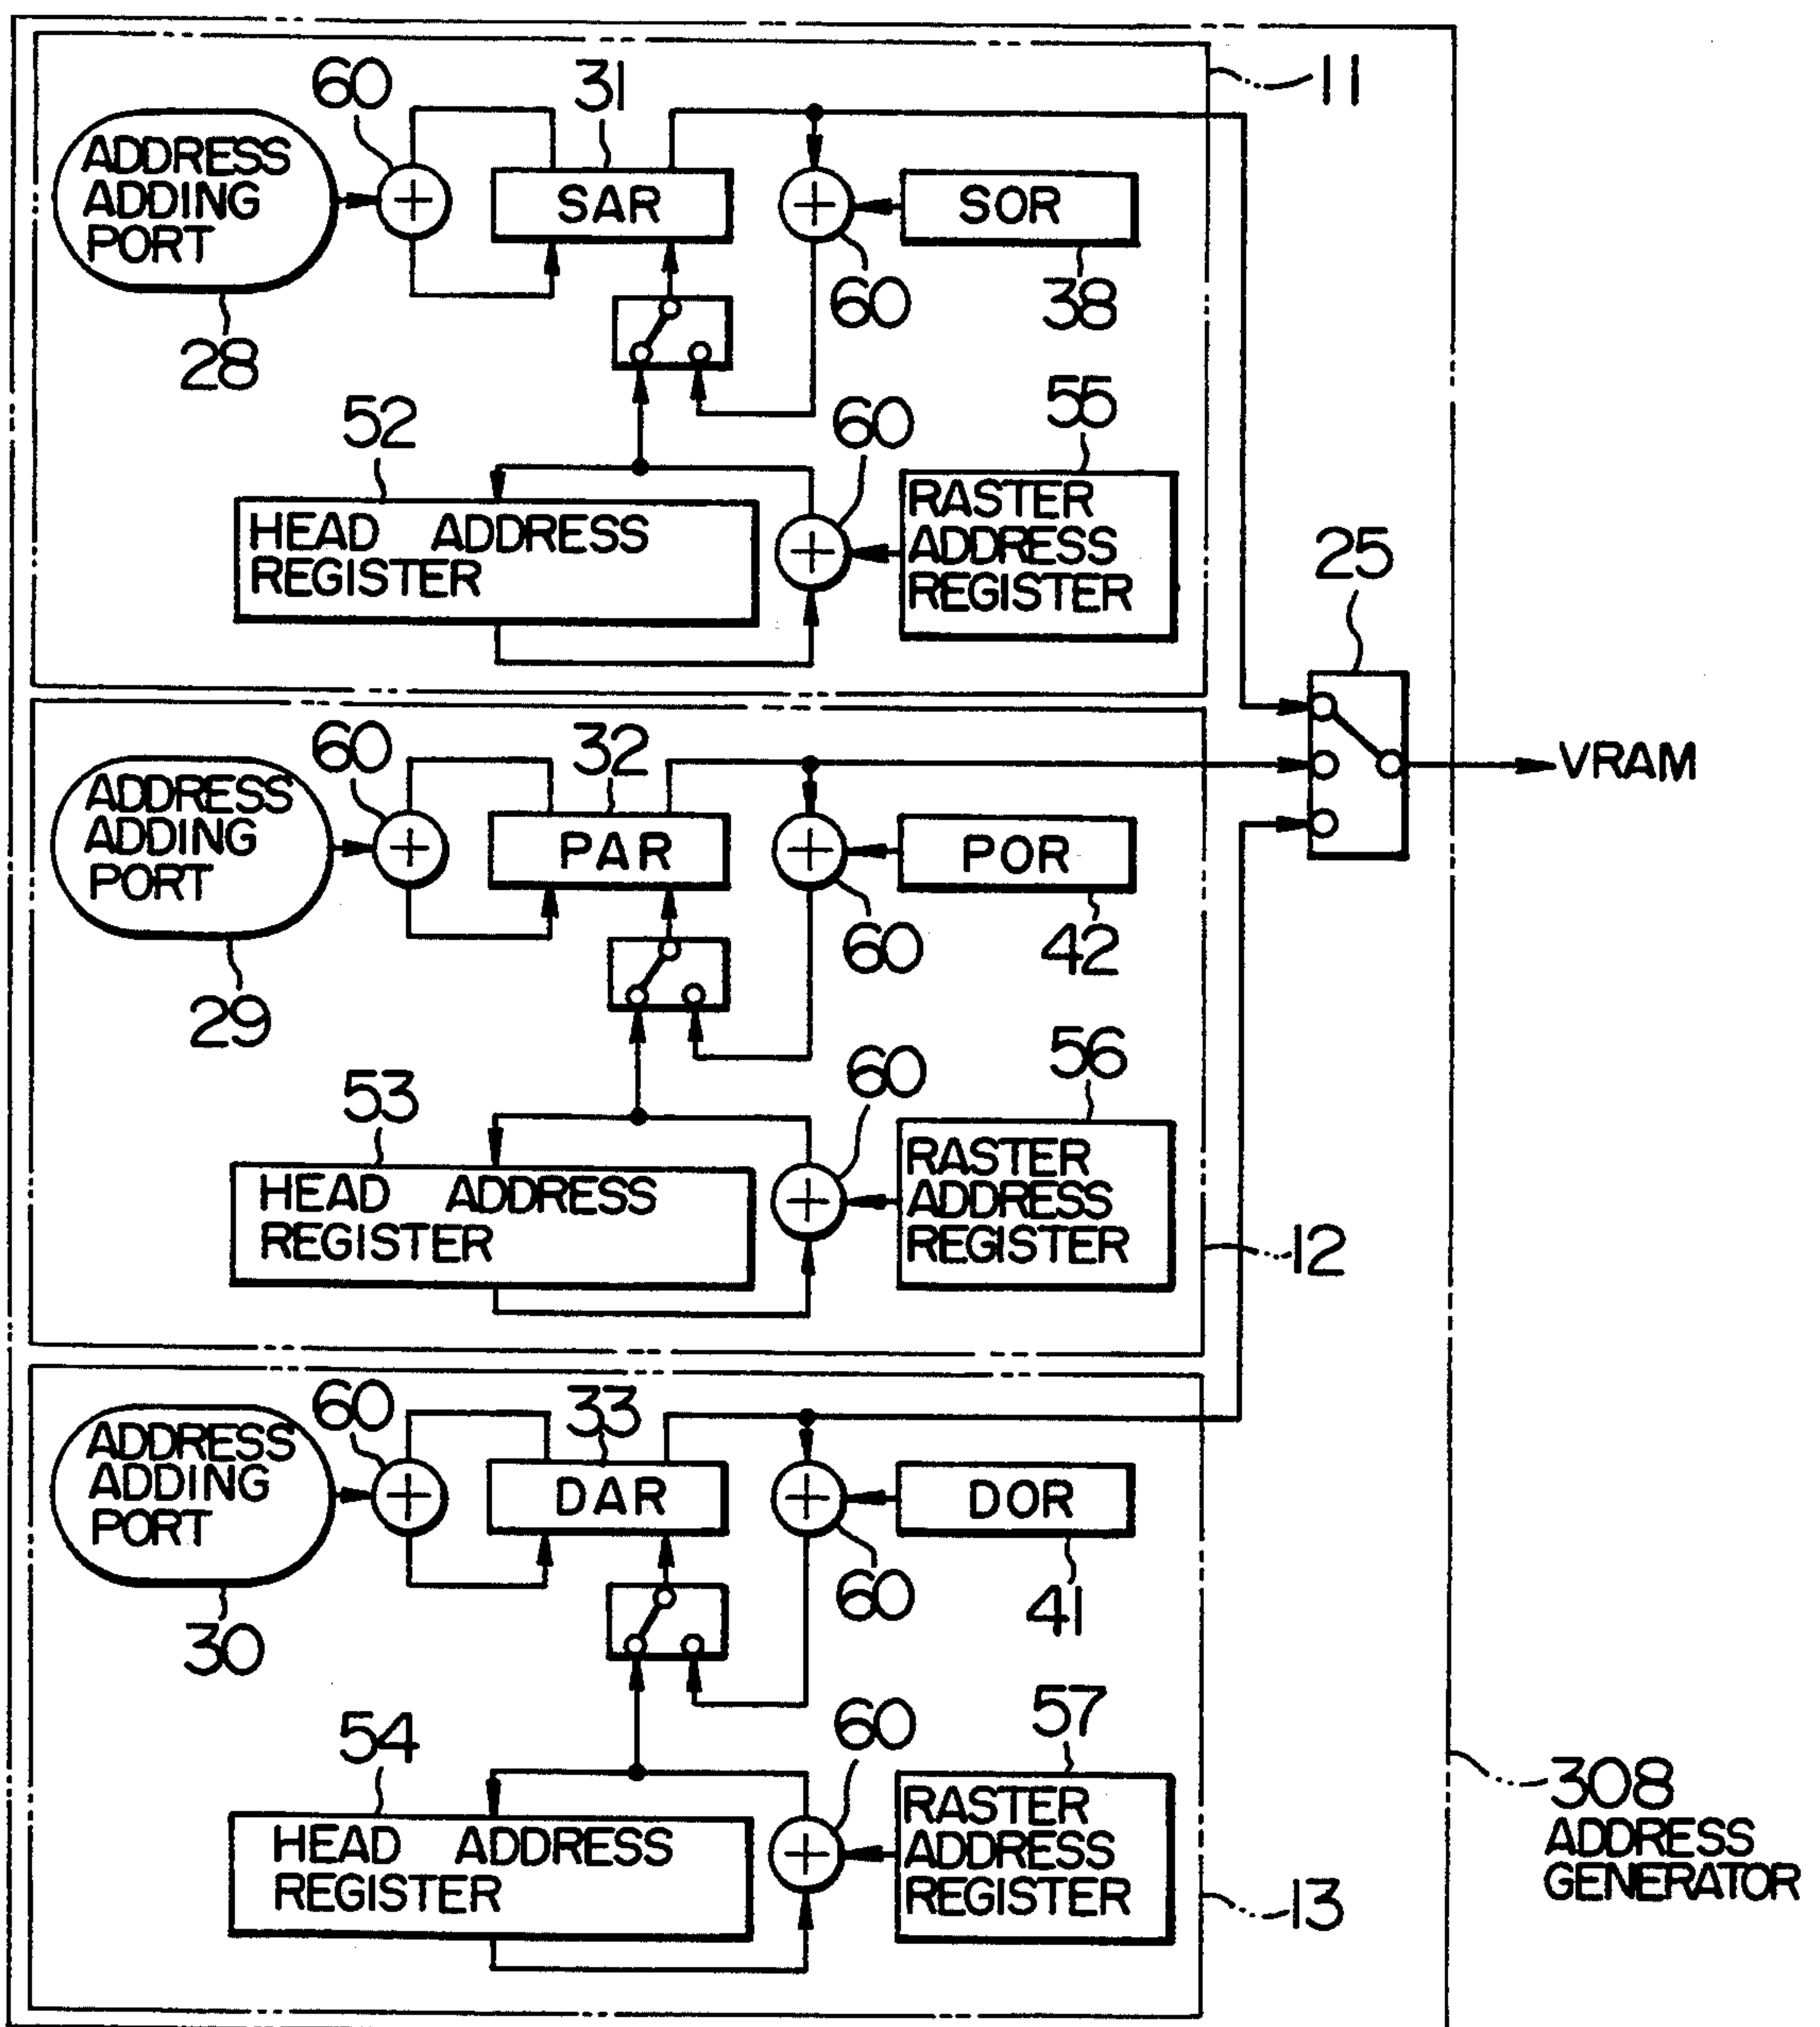 11
60
31
ADDRESS
ADDING
PORT
SAR
SOR
60
38
28
52
60
55
HEAD ADDRESS
REGISTER
RASTER
ADDRESS
REGISTER
25
60
32
ADDRESS
ADDING
PORT
PAR
POR
VRAM
60
42
29
53
60
56
HEAD ADDRESS
REGISTER
RASTER
ADDRESS
REGISTER
12
60
33
ADDRESS
ADDING
PORT
DAR
DOR
60
41
30
54
60
57
HEAD ADDRESS
REGISTER
RASTER
ADDRESS
REGISTER
13
308
ADDRESS
GENERATOR